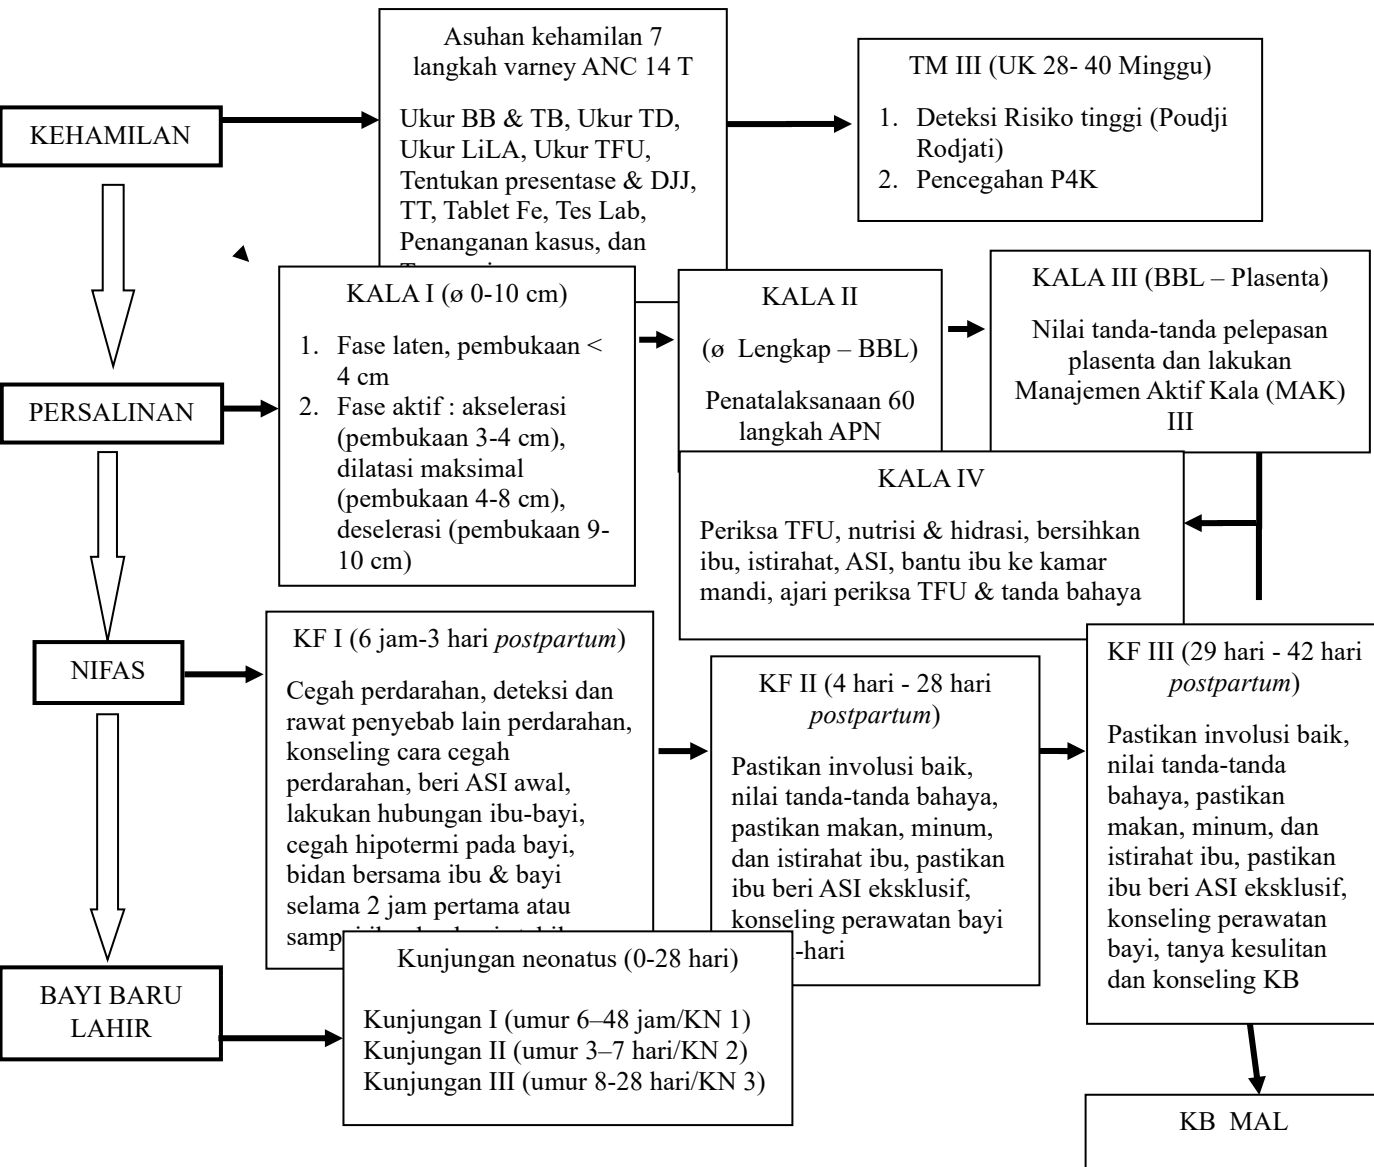 KEHAMILAN
Asuhan kehamilan 7
langkah varney ANC 14 T
Ukur BB & TB, Ukur TD,
Ukur LiLA, Ukur TFU,
Tentukan presentase & DJJ,
TT, Tablet Fe, Tes Lab,
Penanganan kasus, dan
TM III (UK 28- 40 Minggu)
1. Deteksi Risiko tinggi (Poudji
Rodjati)
2. Pencegahan P4K
PERSALINAN
KALA I (ø 0-10 cm)
1. Fase laten, pembukaan <
4 cm
2. Fase aktif : akselerasi
(pembukaan 3-4 cm),
dilatasi maksimal
(pembukaan 4-8 cm),
deselerasi (pembukaan 9-
10 cm)
KALA II
(ø Lengkap – BBL)
Penatalaksanaan 60
langkah APN
KALA III (BBL – Plasenta)
Nilai tanda-tanda pelepasan
plasenta dan lakukan
Manajemen Aktif Kala (MAK)
III
KALA IV
Periksa TFU, nutrisi & hidrasi, bersihkan
ibu, istirahat, ASI, bantu ibu ke kamar
mandi, ajari periksa TFU & tanda bahaya
NIFAS
KF I (6 jam-3 hari postpartum)
Cegah perdarahan, deteksi dan
rawat penyebab lain perdarahan,
konseling cara cegah
perdarahan, beri ASI awal,
lakukan hubungan ibu-bayi,
cegah hipotermi pada bayi,
bidan bersama ibu & bayi
selama 2 jam pertama atau
KF II (4 hari - 28 hari
postpartum)
Pastikan involusi baik,
nilai tanda-tanda bahaya,
pastikan makan, minum,
dan istirahat ibu, pastikan
ibu beri ASI eksklusif,
konseling perawatan bayi
-hari
KF III (29 hari - 42 hari
postpartum)
Pastikan involusi baik,
nilai tanda-tanda
bahaya, pastikan
makan, minum, dan
istirahat ibu, pastikan
ibu beri ASI eksklusif,
konseling perawatan
bayi, tanya kesulitan
dan konseling KB
BAYI BARU
LAHIR
Kunjungan neonatus (0-28 hari)
Kunjungan I (umur 6–48 jam/KN 1)
Kunjungan II (umur 3–7 hari/KN 2)
Kunjungan III (umur 8-28 hari/KN 3)
KB MAL